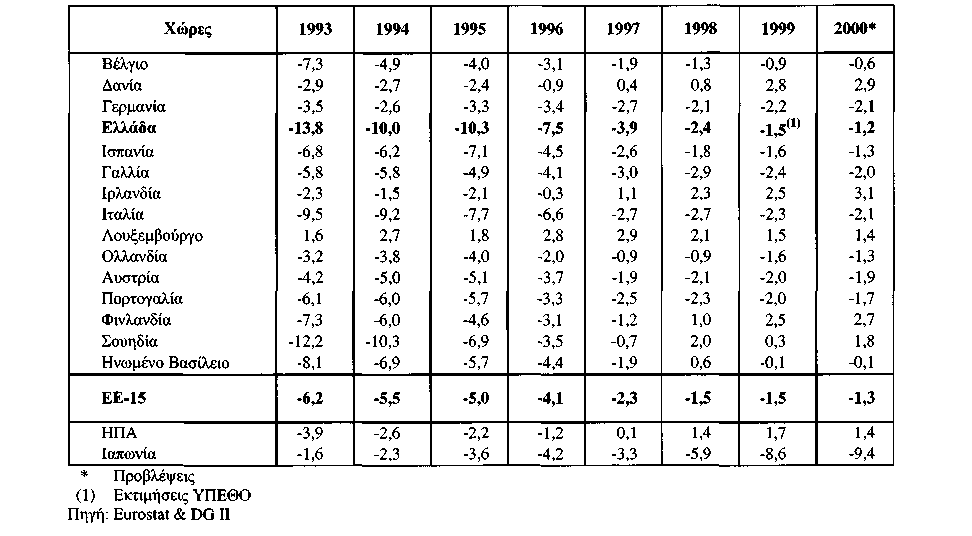 Χώρες 1993 1994 1995 1996 1997 1998 1999 2000*
Βέλγιο -7,3 -4,9 -4,0 -3,1 -1,9 -1,3 -0,9 -0,6
Δανία -2,9 -2,7 -2,4 -0,9 0,4 0,8 2,8 2,9
Γερμανία -3,5 -2,6 -3,3 -3,4 -2,7 -2,1 -2,2 -2,1
Ελλάδα -13,8 -10,0 -10,3 -7,5 -3,9 -2,4 -1,5(1) -1,2
Ισπανία -6,8 -6,2 -7,1 -4,5 -2,6 -1,8 -1,6 -1,3
Γαλλία -5,8 -5,8 -4,9 -4,1 -3,0 -2,9 -2,4 -2,0
Ιρλανδία -2,3 -1,5 -2,1 -0,3 1,1 2,3 2,5 3,1
Ιταλία -9,5 -9,2 -7,7 -6,6 -2,7 -2,7 -2,3 -2,1
Λουξεμβούργο 1,6 2,7 1,8 2,8 2,9 2,1 1,5 1,4
Ολλανδία -3,2 -3,8 -4,0 -2,0 -0,9 -0,9 -1,6 -1,3
Αυστρία -4,2 -5,0 -5,1 -3,7 -1,9 -2,1 -2,0 -1,9
Πορτογαλία -6,1 -6,0 -5,7 -3,3 -2,5 -2,3 -2,0 -1,7
Φινλανδία -7,3 -6,0 -4,6 -3,1 -1,2 1,0 2,5 2,7
Σουηδία -12,2 -10,3 -6,9 -3,5 -0,7 2,0 0,3 1,8
Ηνωμένο Βασίλειο -8,1 -6,9 -5,7 -4,4 -1,9 0,6 -0,1 -0,1
ΕΕ-15 -6,2 -5,5 -5,0 -4,1 -2,3 -1,5 -1,5 -1,3
ΗΠΑ -3,9 -2,6 -2,2 -1,2 0,1 1,4 1,7 1,4
Ιαπωνία -1,6 -2,3 -3,6 -4,2 -3,3 -5,9 -8,6 -9,4
* Προβλέψεις
(1) Εκτιμήσεις ΥΠΕΘΟ
Πηγή: Eurostat & DG II